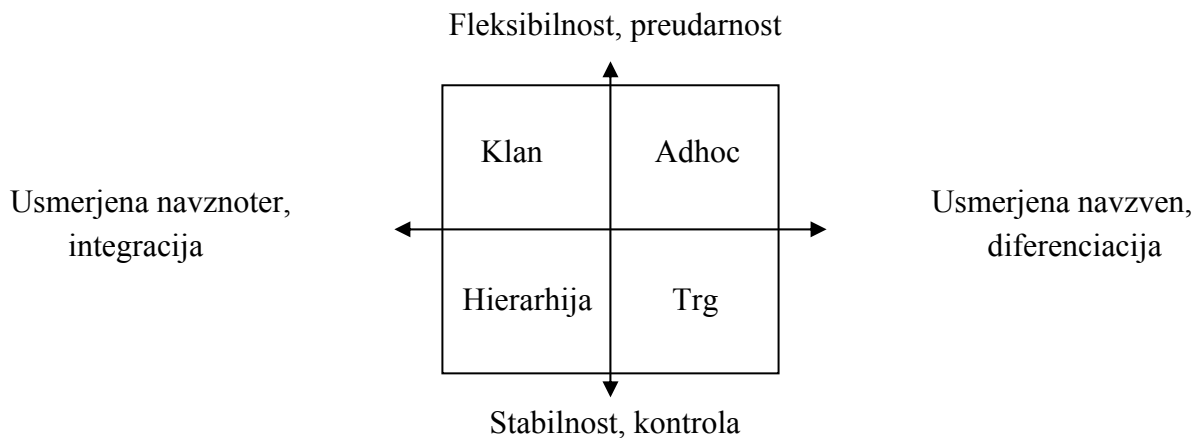 Fleksibilnost, preudarnost
Klan
Adhoc
Usmerjena navznoter,
integracija
Usmerjena navzven,
diferenciacija
Hierarhija
Trg
Stabilnost, kontrola